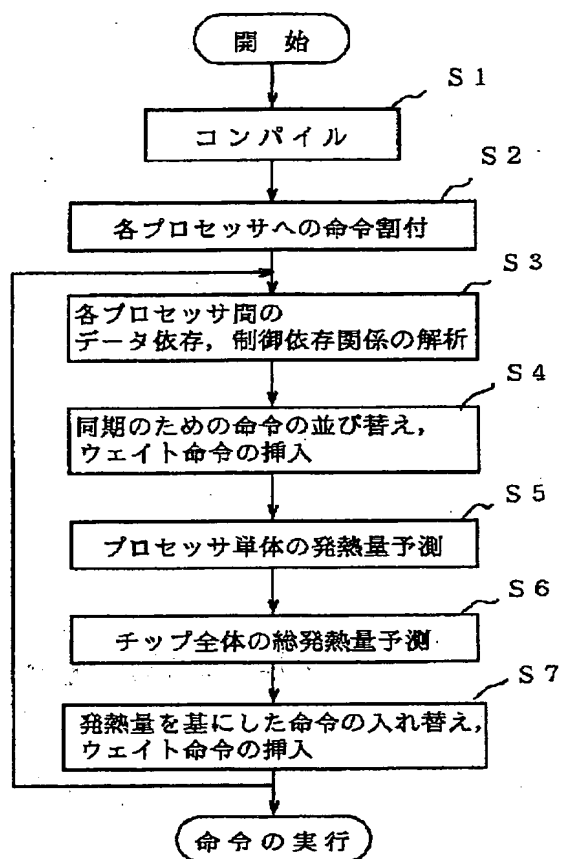 開 始
S1
コンパイル
S2
各プロセッサへの命令割付
S3
各プロセッサ間の
データ依存，制御依存関係の解析
S4
同期のための命令の並び替え，
ウェイト命令の挿入
S5
プロセッサ単体の発熱量予測
S6
チップ全体の総発熱量予測
S7
発熱量を基にした命令の入れ替え，
ウェイト命令の挿入
命令の実行